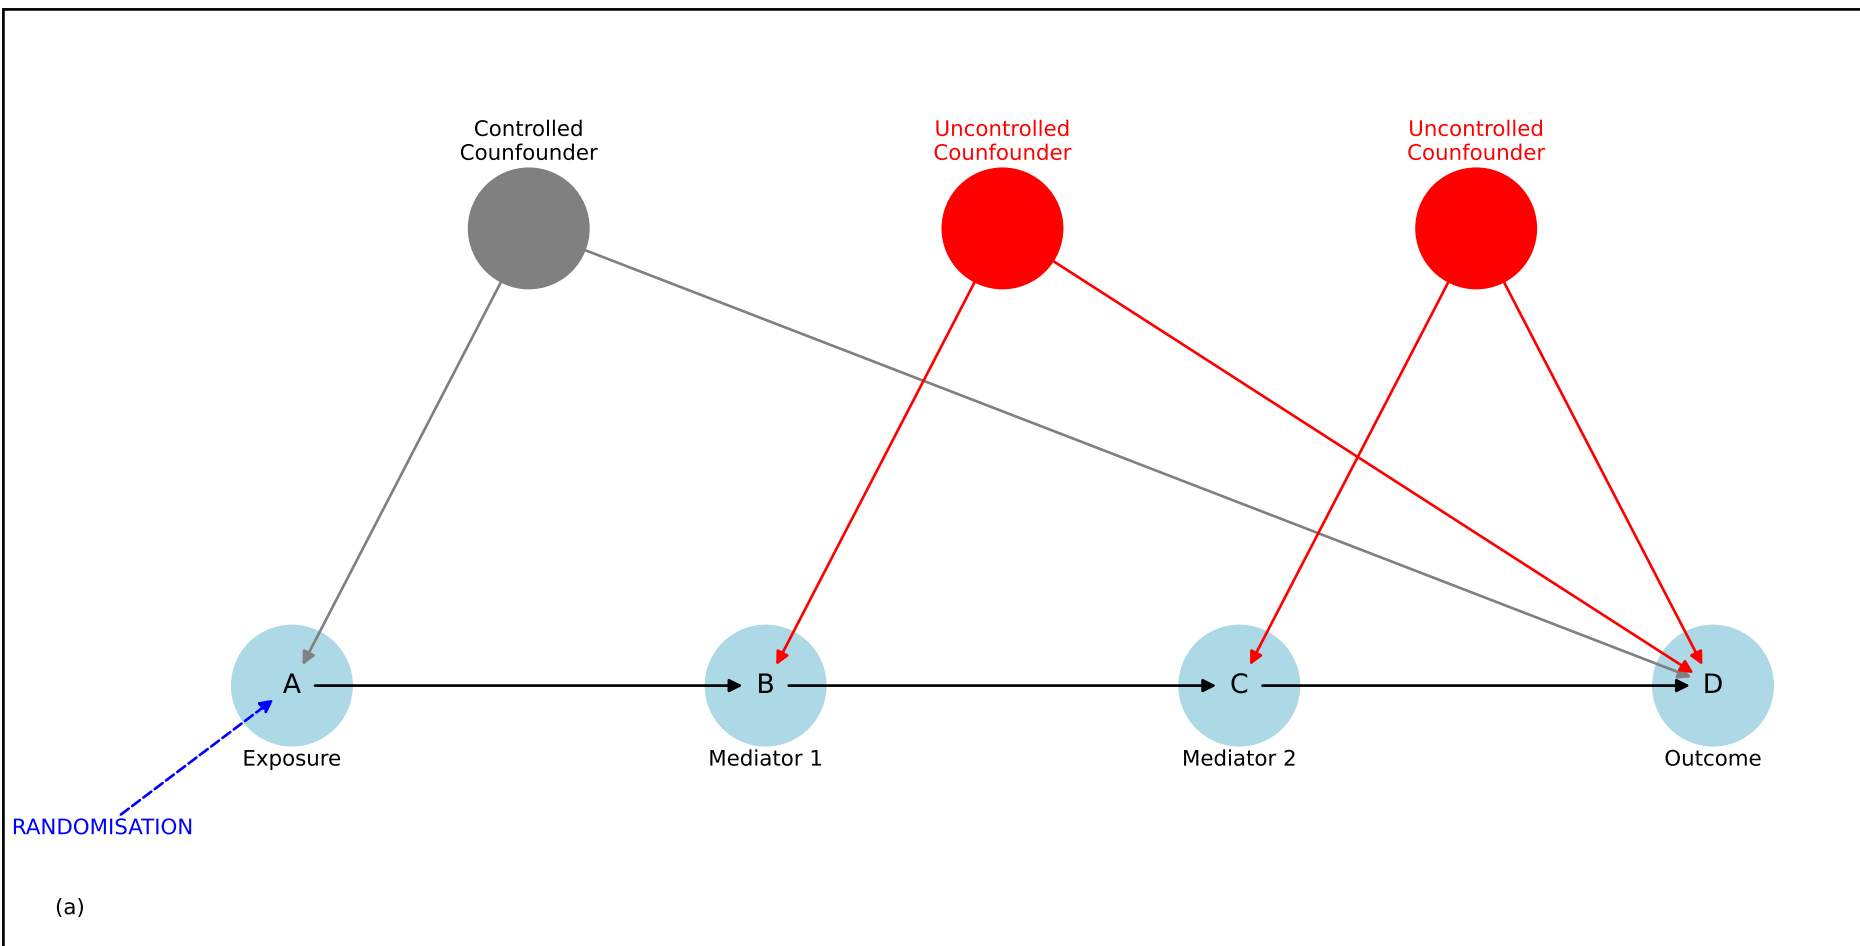 Controlled
Counfounder
Uncontrolled
Counfounder
Uncontrolled
Counfounder
A
B
C
D
Exposure
Mediator 1
Mediator 2
Outcome
RANDOMISATION
(a)